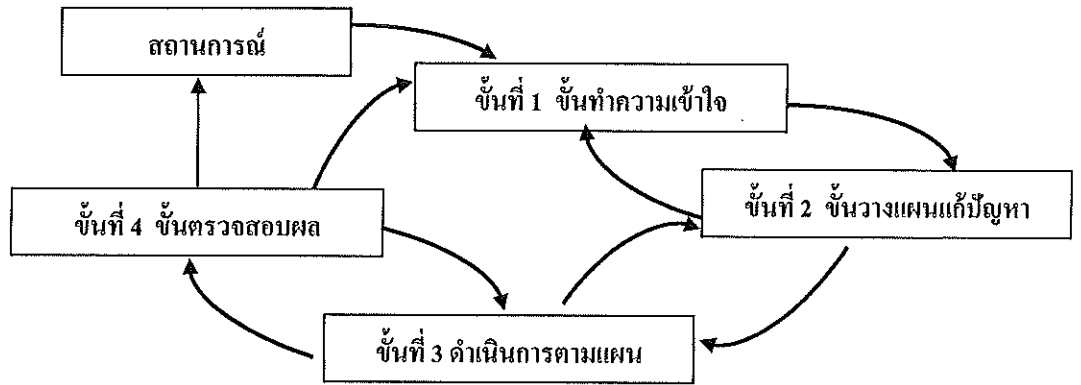 สถานการณ์
ขั้นที่ 1 ขั้นทำความเข้าใจ
ขั้นที่ 2 ขั้นวางแผนแก้ปัญหา
ขั้นที่ 4 ขั้นตรวจสอบผล
ขั้นที่ 3 ดำเนินการตามแผน